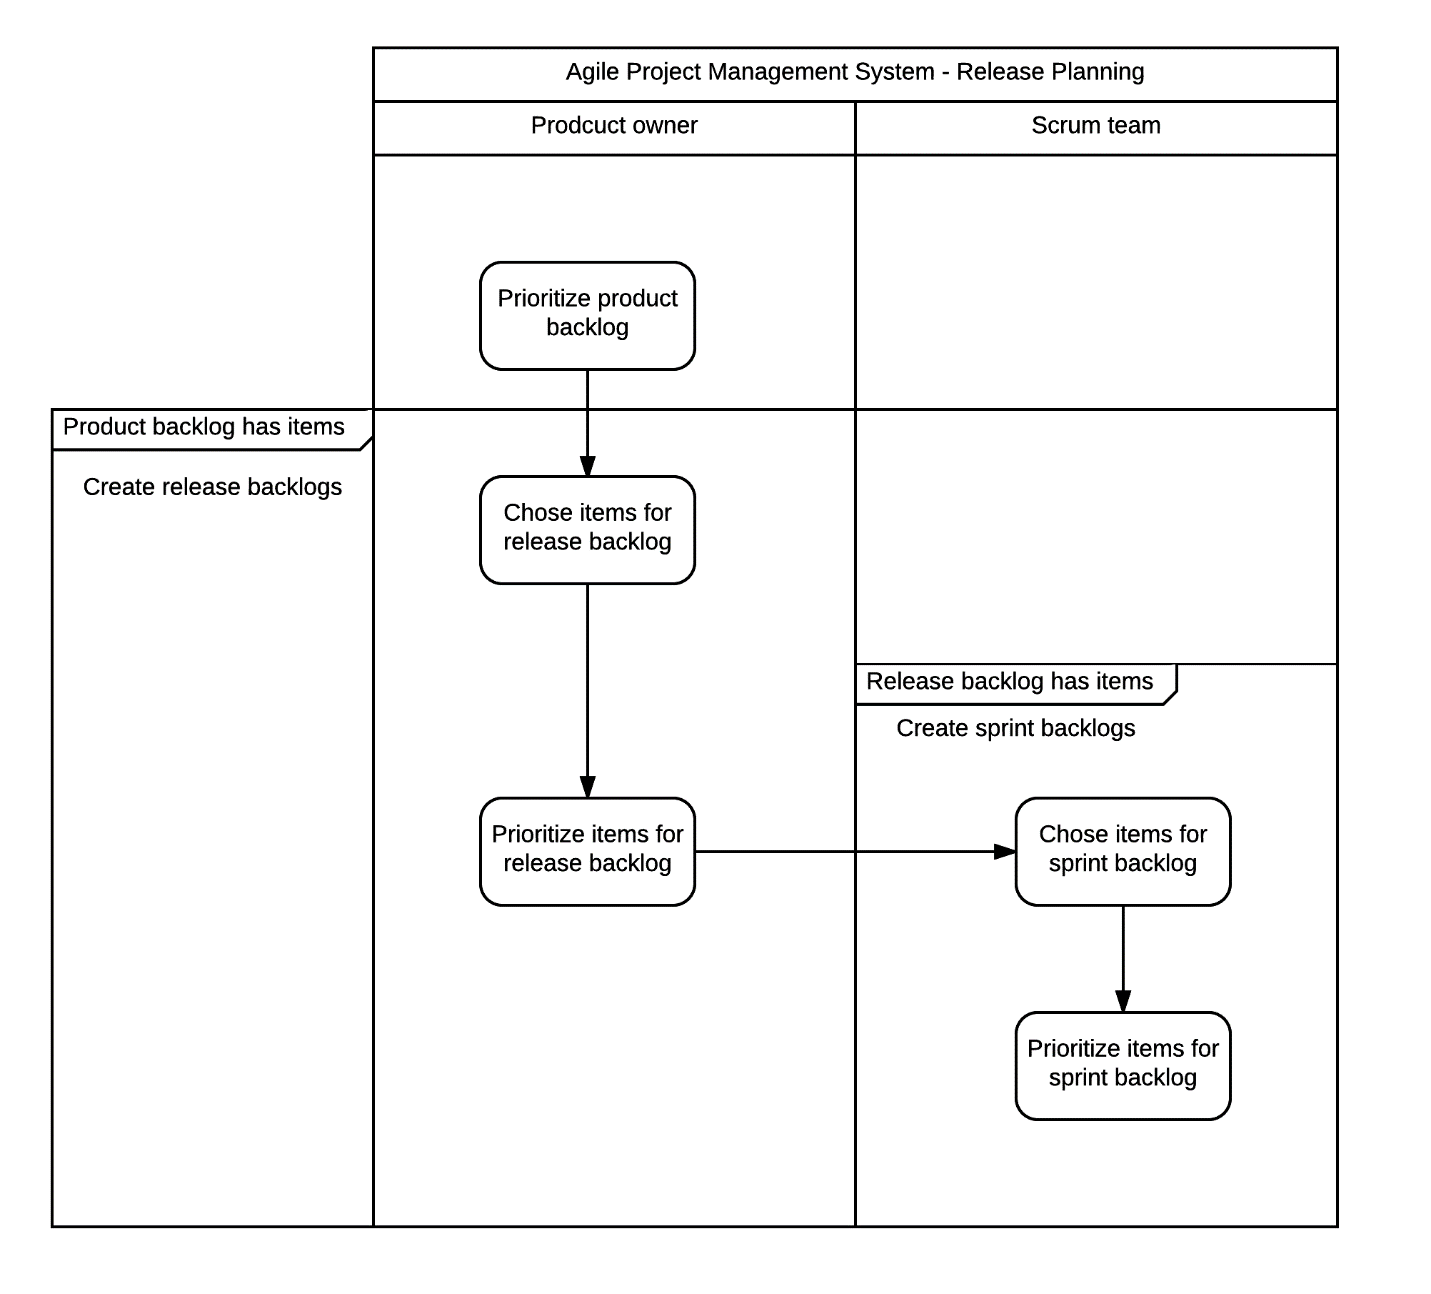 Agile Project Management System - Release Planning
Prodcuct owner
Scrum team
Prioritize product
backlog
Product backlog has items
Create release backlogs
Chose items for
release backlog
Release backlog has items
Create sprint backlogs
Prioritize items for
release backlog
Chose items for
sprint backlog
Prioritize items for
sprint backlog